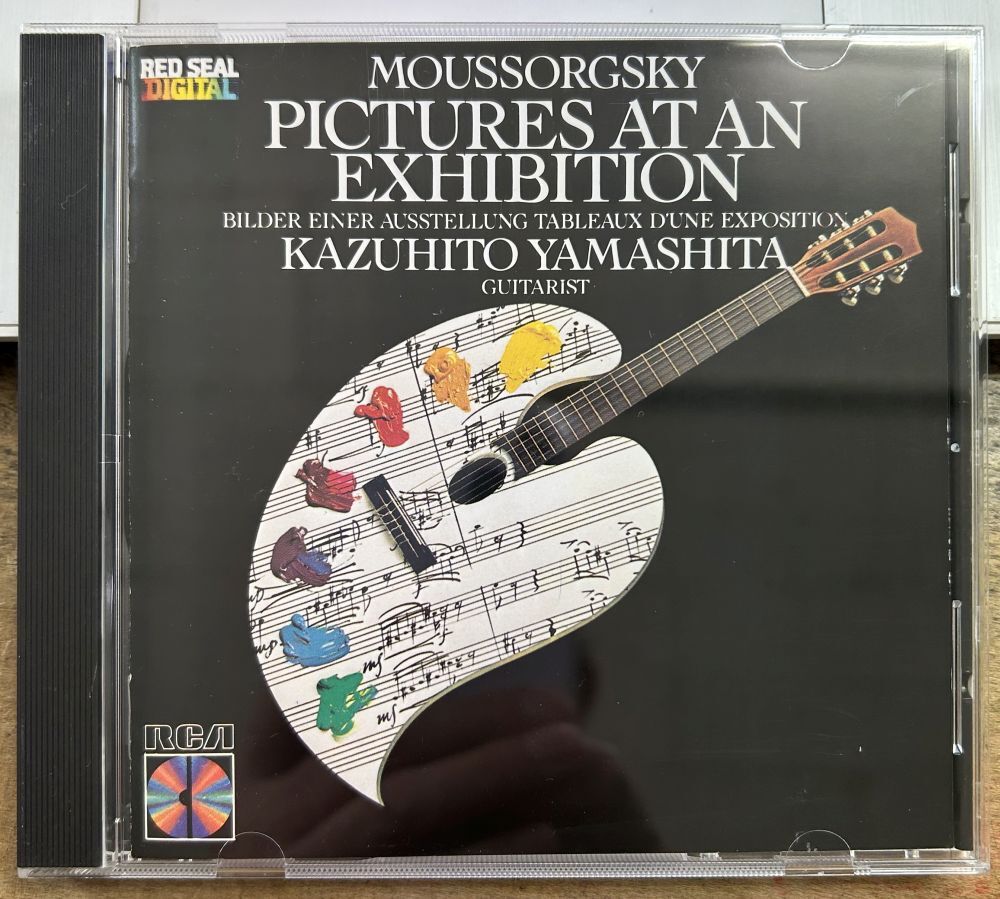 RED SEAL
DIGITAL
MOUSSORGSKY
PICTURES AT AN
EXHIBITION
BILDER EINER AUSSTELLUNG TABLEAUX D'UNE EXPOSITION
KAZUHITO YAMASHITA
GUITARIST
RCA